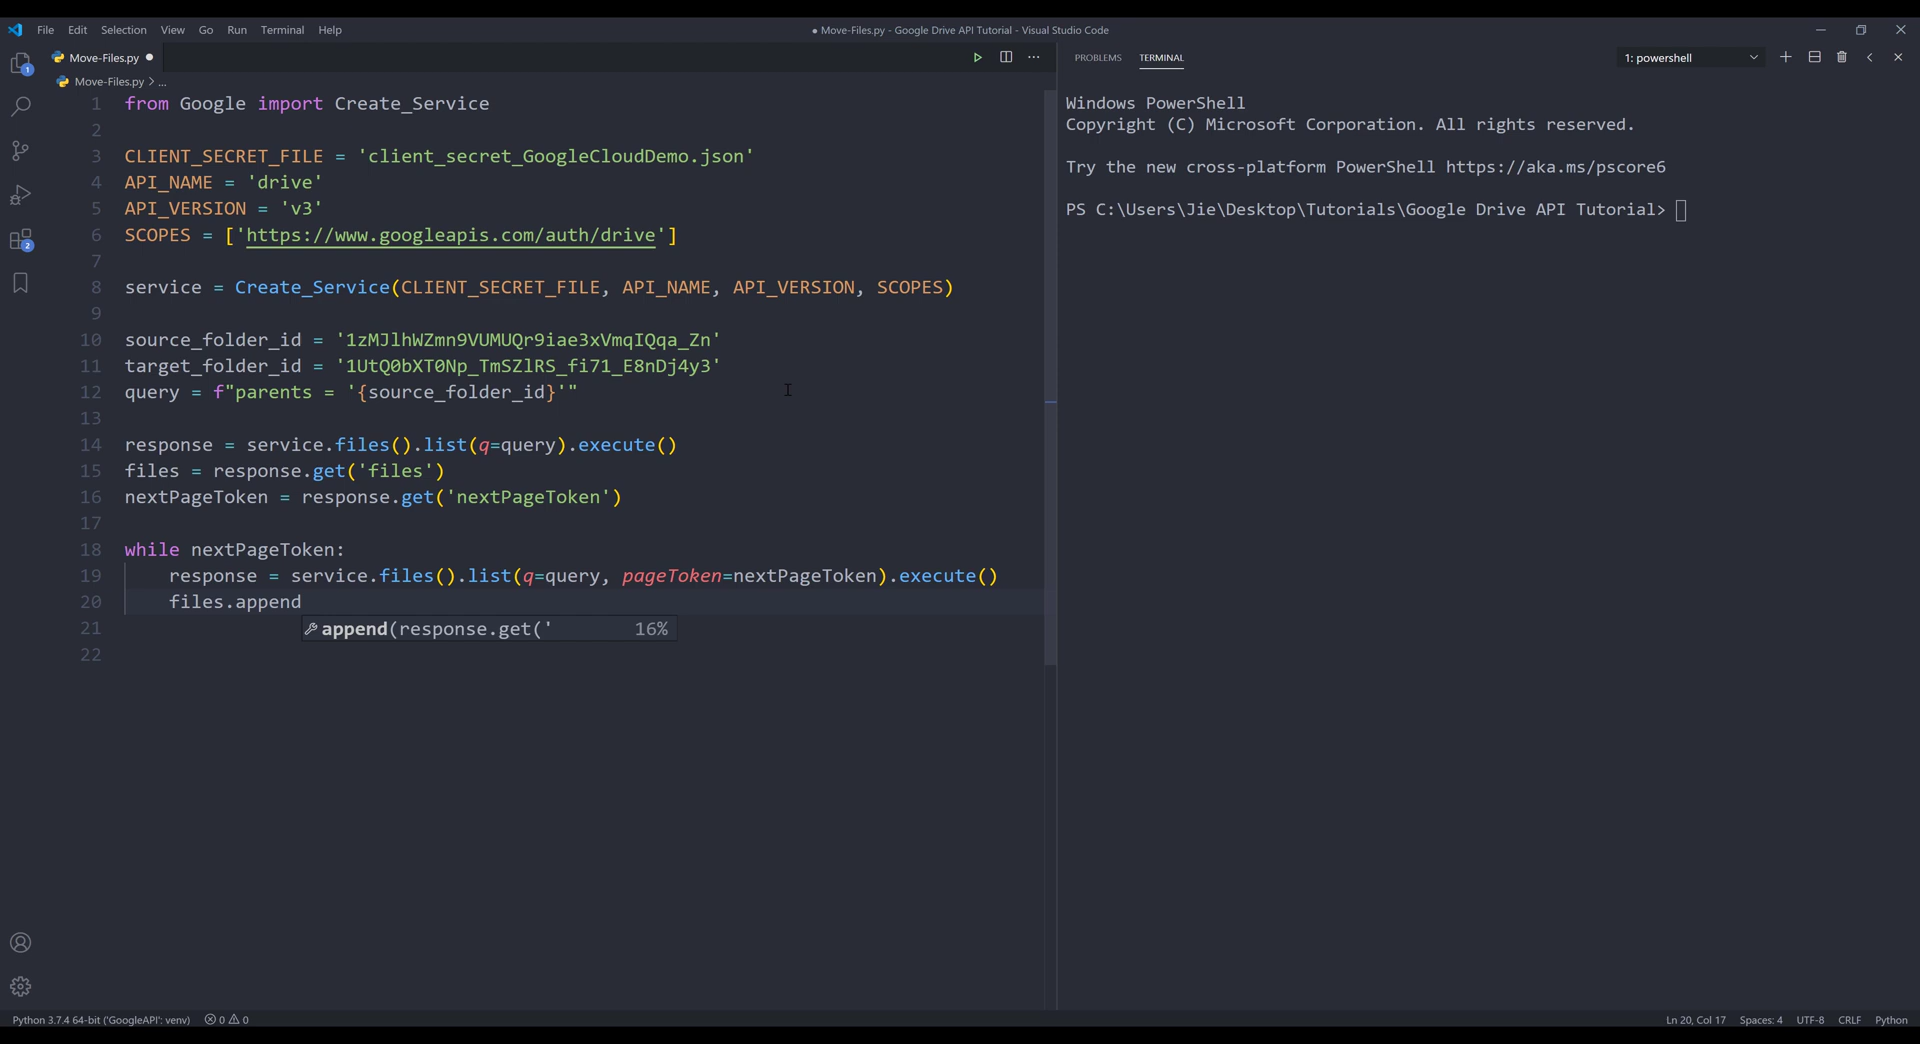 File Edit Selection View Go Run Terminal Help
● Move-Files.py - Google Drive API Tutorial - Visual Studio Code
Move-Files.py
Move-Files.py > ...
1 from Google import Create_Service
2
3 CLIENT_SECRET_FILE = 'client_secret_GoogleCloudDemo.json'
4 API_NAME = 'drive'
5 API_VERSION = 'v3'
6 SCOPES = ['https://www.googleapis.com/auth/drive']
7
8 service = Create_Service(CLIENT_SECRET_FILE, API_NAME, API_VERSION, SCOPES)
9
10 source_folder_id = '1zMJlhWZmn9VUMUQr9iae3xVmqIQqa_Zn'
11 target_folder_id = '1UtQ0bXT0Np_TmSZlRS_fi71_E8nDj4y3'
12 query = f"parents = '{source_folder_id}'"
13
14 response = service.files().list(q=query).execute()
15 files = response.get('files')
16 nextPageToken = response.get('nextPageToken')
17
18 while nextPageToken:
19 response = service.files().list(q=query, pageToken=nextPageToken).execute()
20 files.append
21 append(response.get(' 16%
22
PROBLEMS TERMINAL
1: powershell
Windows PowerShell
Copyright (C) Microsoft Corporation. All rights reserved.
Try the new cross-platform PowerShell https://aka.ms/pscore6
PS C:\Users\Jie\Desktop\Tutorials\Google Drive API Tutorial>
1
2
Python 3.7.4 64-bit ('GoogleAPI': venv) 0 0
Ln 20, Col 17 Spaces: 4 UTF-8 CRLF Python